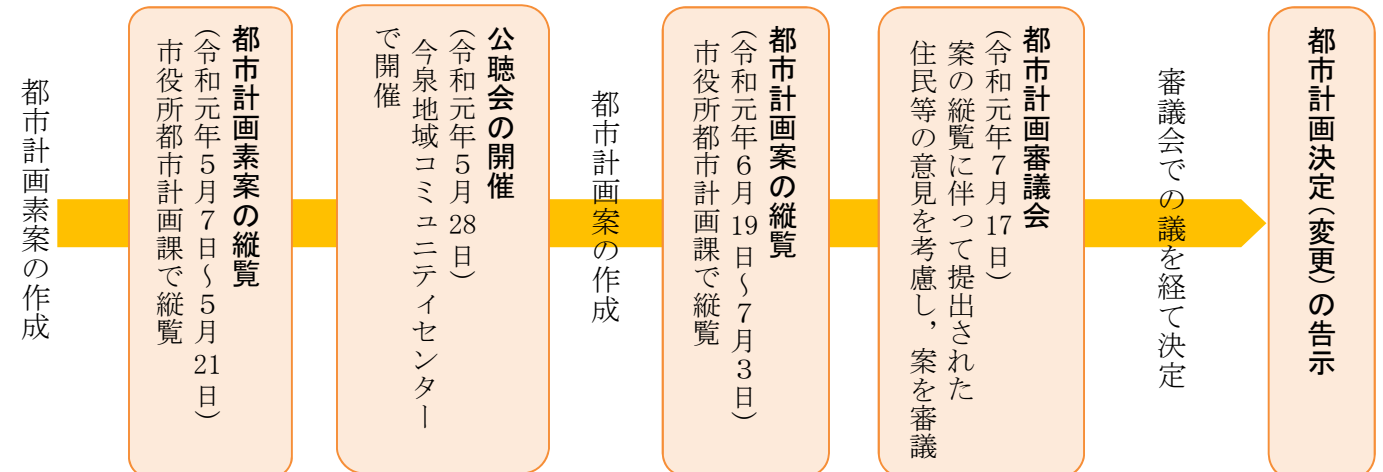 都市計画素案の作成
都市計画素案の縦覧
（令和元年５月７日～５月21日）
市役所都市計画課で縦覧
公聴会の開催
（令和元年５月28日）
今泉地域コミュニティセンター
で開催
都市計画案の作成
都市計画案の縦覧
（令和元年６月19日～７月３日）
市役所都市計画課で縦覧
都市計画審議会
（令和元年７月17日）
案の縦覧に伴って提出された
住民等の意見を考慮し，案を審議
審議会での議を経て決定
都市計画決定（変更）の告示